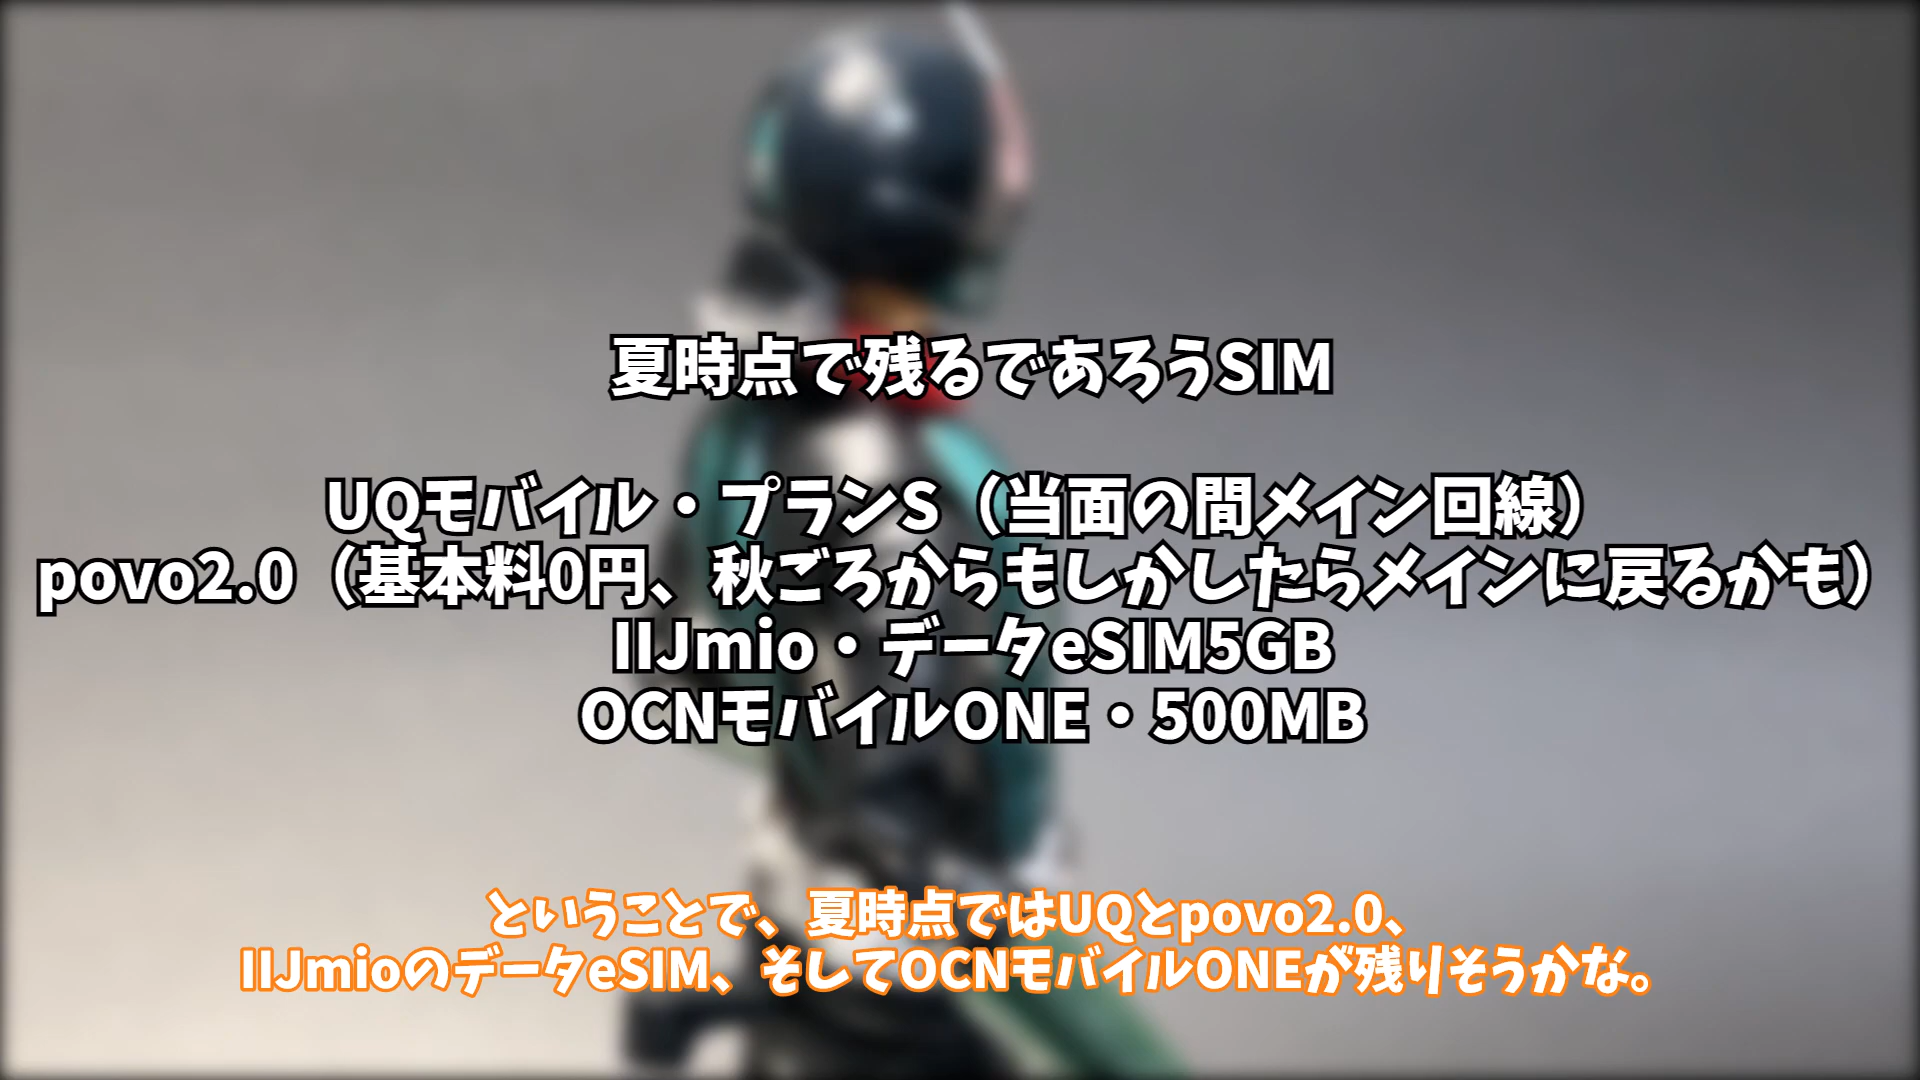 夏時点で残るであろうSIM
UQモバイル・プランS（当面の間メイン回線）
povo2.0（基本料0円、秋ごろからもしかしたらメインに戻るかも）
IIJmio・データeSIM5GB
OCNモバイルONE・500MB
ということで、夏時点ではUQとpovo2.0、
IIJmioのデータeSIM、そしてOCNモバイルONEが残りそうかな。